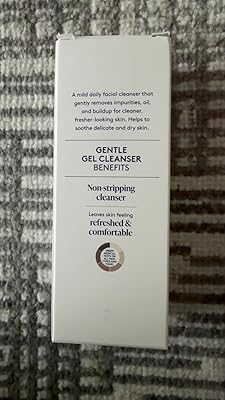 A mild daily facial cleanser that
gently removes impurities, oil,
and buildup for cleaner,
fresher-looking skin. Helps to
soothe delicate and dry skin.
GENTLE
GEL CLEANSER
BENEFITS
Non-stripping
cleanser
Leaves skin feeling
refreshed &
comfortable